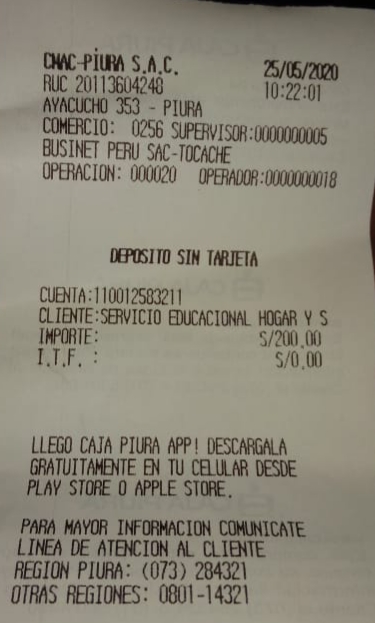 CMAC-PIURA S.A.C. 25/05/2020
RUC 20113604248 10:22:01
AYACUCHO 353 - PIURA
COMERCIO: 0256 SUPERVISOR:0000000005
BUSINET PERU SAC-TOCACHE
OPERACION: 000020 OPERADOR:0000000018
DEPOSITO SIN TARJETA
CUENTA:110012583211
CLIENTE:SERVICIO EDUCACIONAL HOGAR Y S
IMPORTE: S/200.00
I.T.F. : S/0.00
LLEGO CAJA PIURA APP! DESCARGALA
GRATUITAMENTE EN TU CELULAR DESDE
PLAY STORE O APPLE STORE.
PARA MAYOR INFORMACION COMUNICATE
LINEA DE ATENCION AL CLIENTE
REGION PIURA: (073) 284321
OTRAS REGIONES: 0801-14321